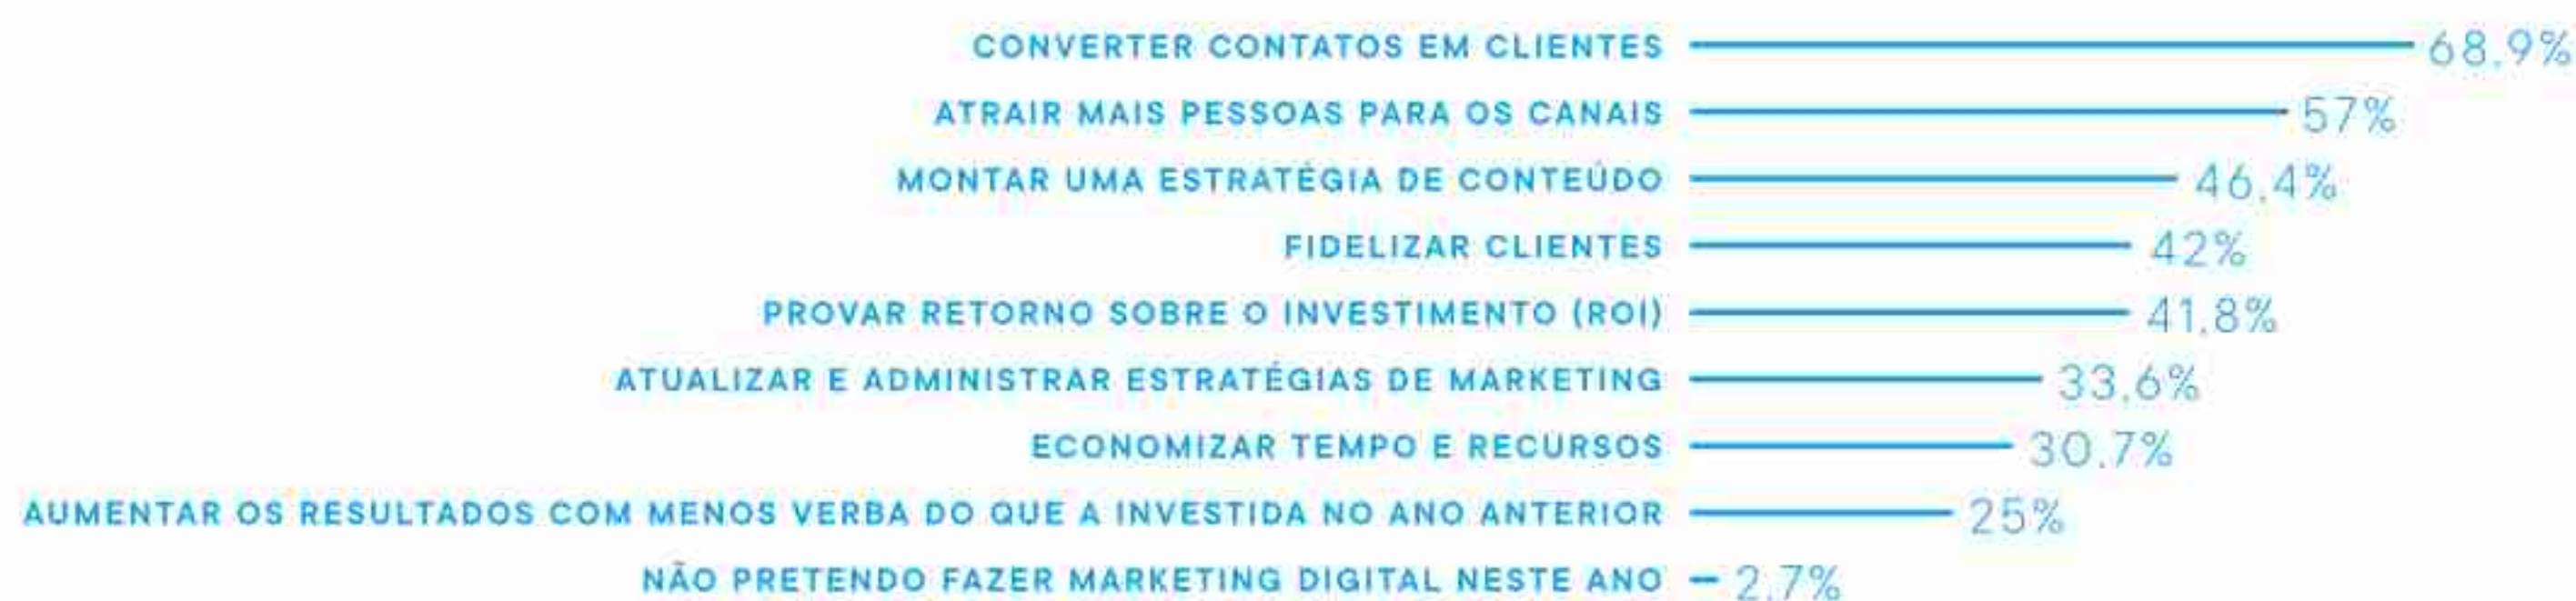 CONVERTER CONTATOS EM CLIENTES 68.9%
ATRAIR MAIS PESSOAS PARA OS CANAIS 57%
MONTAR UMA ESTRATÉGIA DE CONTEÚDO 46.4%
FIDELIZAR CLIENTES 42%
PROVAR RETORNO SOBRE O INVESTIMENTO (ROI) 41.8%
ATUALIZAR E ADMINISTRAR ESTRATÉGIAS DE MARKETING 33.6%
ECONOMIZAR TEMPO E RECURSOS 30.7%
AUMENTAR OS RESULTADOS COM MENOS VERBA DO QUE A INVESTIDA NO ANO ANTERIOR 25%
NÃO PRETENDO FAZER MARKETING DIGITAL NESTE ANO 2.7%